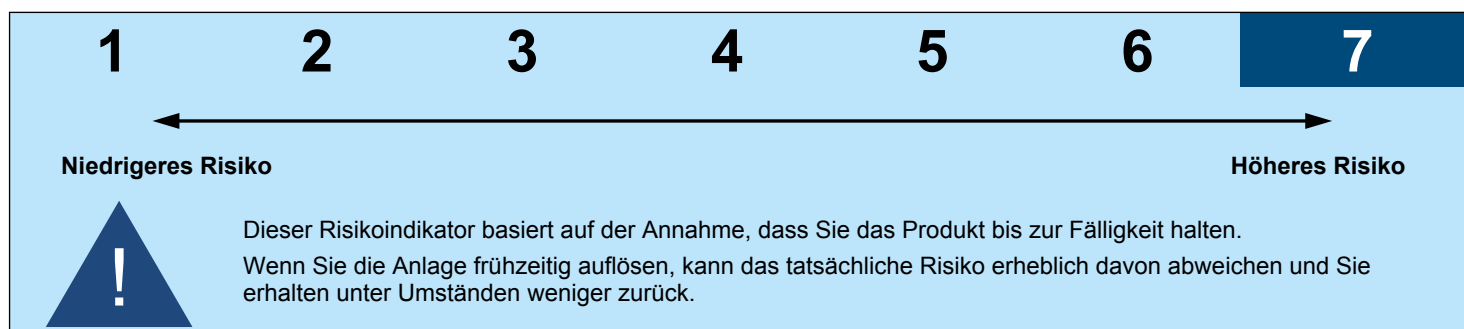 1 2 3 4 5 6 7
Niedrigeres Risiko Höheres Risiko
!
Dieser Risikoindikator basiert auf der Annahme, dass Sie das Produkt bis zur Fälligkeit halten.
Wenn Sie die Anlage frühzeitig auflösen, kann das tatsächliche Risiko erheblich davon abweichen und Sie
erhalten unter Umständen weniger zurück.